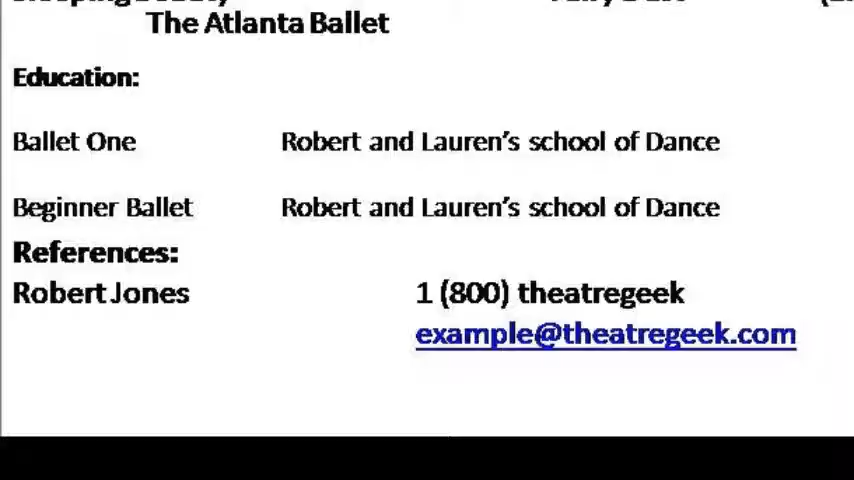 The Atlanta Ballet
Education:
Ballet One Robert and Lauren's school of Dance
Beginner Ballet Robert and Lauren's school of Dance
References:
Robert Jones 1 (800) theatregeek
example@theatregeek.com